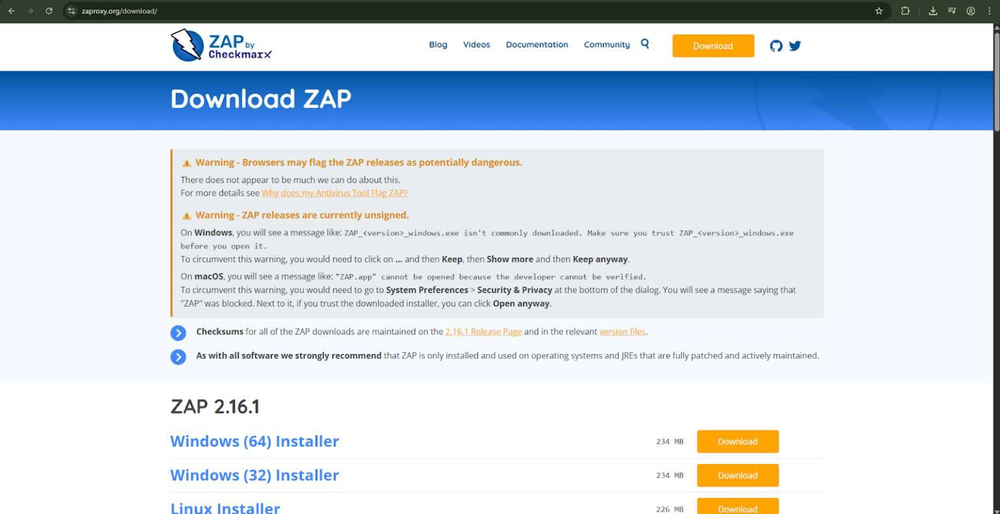 zaproxy.org/download/
ZAP by
Checkmarx
Blog Videos Documentation Community Download
Download ZAP
Warning - Browsers may flag the ZAP releases as potentially dangerous.
There does not appear to be much we can do about this.
For more details see Why does my Antivirus Tool Flag ZAP?
Warning - ZAP releases are currently unsigned.
On Windows, you will see a message like: ZAP_<version>_windows.exe isn't commonly downloaded. Make sure you trust ZAP_<version>_windows.exe
before you open it.
To circumvent this warning, you would need to click on ... and then Keep, then Show more and then Keep anyway.
On macOS, you will see a message like: "ZAP.app" cannot be opened because the developer cannot be verified.
To circumvent this warning, you would need to go to System Preferences > Security & Privacy at the bottom of the dialog. You will see a message saying that
"ZAP" was blocked. Next to it, if you trust the downloaded installer, you can click Open anyway.
Checksums for all of the ZAP downloads are maintained on the 2.16.1 Release Page and in the relevant version files.
As with all software we strongly recommend that ZAP is only installed and used on operating systems and JREs that are fully patched and actively maintained.
ZAP 2.16.1
Windows (64) Installer 234 MB Download
Windows (32) Installer 234 MB Download
Linux Installer 226 MB Download